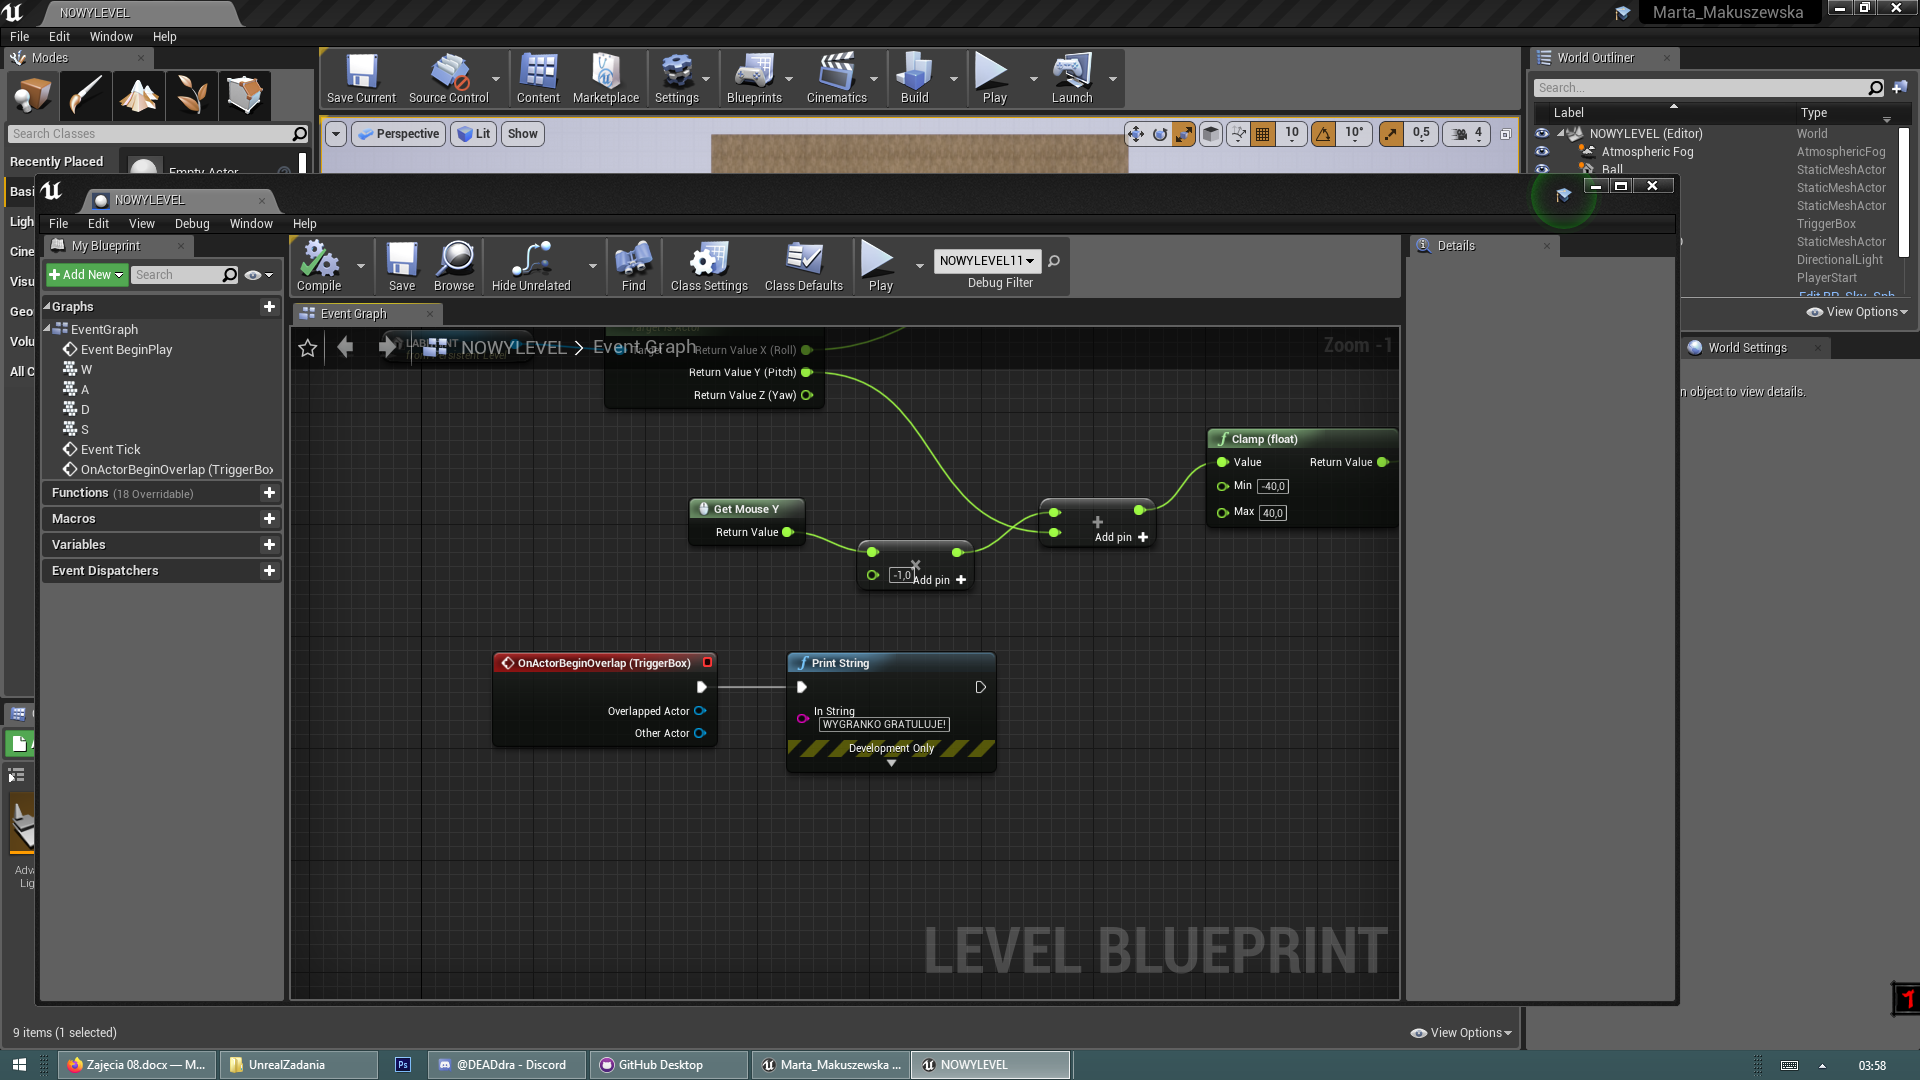 NOWYLEVEL
Marta_Makuszewska
File Edit Window Help
Modes
Save Current Source Control Content Marketplace Settings Blueprints Cinematics Build Play Launch
World Outliner
Search...
Label Type
Search Classes
Perspective Lit Show
10 10° 0,5 4
NOWYLEVEL (Editor) World
Atmospheric Fog AtmosphericFog
Ball StaticMeshActor
StaticMeshActor
StaticMeshActor
TriggerBox
StaticMeshActor
DirectionalLight
PlayerStart
View Options
Recently Placed
Empty Actor
Basi
Ligh
Cine
Visu
Geo
Volu
All C
NOWYLEVEL
File Edit View Debug Window Help
My Blueprint
Add New Search
Graphs
EventGraph
Event BeginPlay
W
A
D
S
Event Tick
OnActorBeginOverlap (TriggerBox
Functions (18 Overridable)
Macros
Variables
Event Dispatchers
Compile Save Browse Hide Unrelated Find Class Settings Class Defaults Play
NOWYLEVEL11
Debug Filter
Details
Event Graph
NOWYLEVEL > Event Graph
Zoom -1
Target is Actor
from Persistent Level
Return Value X (Roll)
Return Value Y (Pitch)
Return Value Z (Yaw)
Clamp (float)
Value Return Value
Min -40,0
Max 40,0
Get Mouse Y
Return Value
Add pin +
-1,0 Add pin +
OnActorBeginOverlap (TriggerBox)
Overlapped Actor
Other Actor
Print String
In String
WYGRANKO GRATULUJE!
Development Only
LEVEL BLUEPRINT
World Settings
n object to view details.
Adva
Lig
9 items (1 selected)
View Options
Zajęcia 08.docx — M...
UnrealZadania
Ps
@DEADdra - Discord
GitHub Desktop
Marta_Makuszewska ...
NOWYLEVEL
03:58